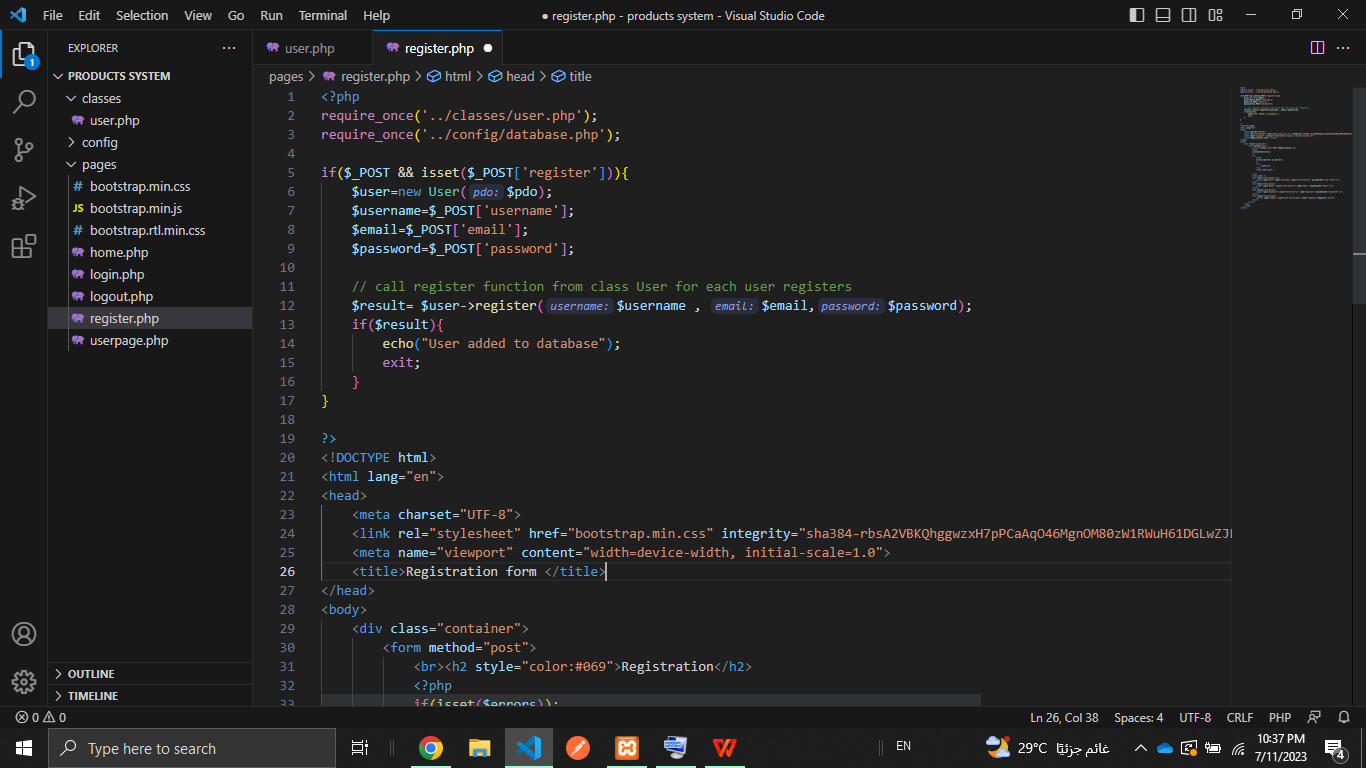 File Edit Selection View Go Run Terminal Help
● register.php - products system - Visual Studio Code
EXPLORER
PRODUCTS SYSTEM
classes
user.php
config
pages
bootstrap.min.css
JS bootstrap.min.js
bootstrap.rtl.min.css
home.php
login.php
logout.php
register.php
userpage.php
OUTLINE
TIMELINE
1
user.php register.php ●
pages > register.php > html > head > title
1 <?php
2 require_once('../classes/user.php');
3 require_once('../config/database.php');
4
5 if($_POST && isset($_POST['register'])){
6 $user=new User(pdo: $pdo);
7 $username=$_POST['username'];
8 $email=$_POST['email'];
9 $password=$_POST['password'];
10
11 // call register function from class User for each user registers
12 $result= $user->register(username: $username , email: $email,password: $password);
13 if($result){
14 echo("User added to database");
15 exit;
16 }
17 }
18
19 ?>
20 <!DOCTYPE html>
21 <html lang="en">
22 <head>
23 <meta charset="UTF-8">
24 <link rel="stylesheet" href="bootstrap.min.css" integrity="sha384-rbsA2VBKQhggwzxH7pPCaAqO46MgnOM80zW1RWuH61DGLwZJ
25 <meta name="viewport" content="width=device-width, initial-scale=1.0">
26 <title>Registration form </title>
27 </head>
28 <body>
29 <div class="container">
30 <form method="post">
31 <br><h2 style="color:#069">Registration</h2>
32 <?php
33 if(isset($errors)):
0 0 Ln 26, Col 38 Spaces: 4 UTF-8 CRLF PHP
Type here to search
EN
29°C غائم جزئيًا
10:37 PM
7/11/2023
4